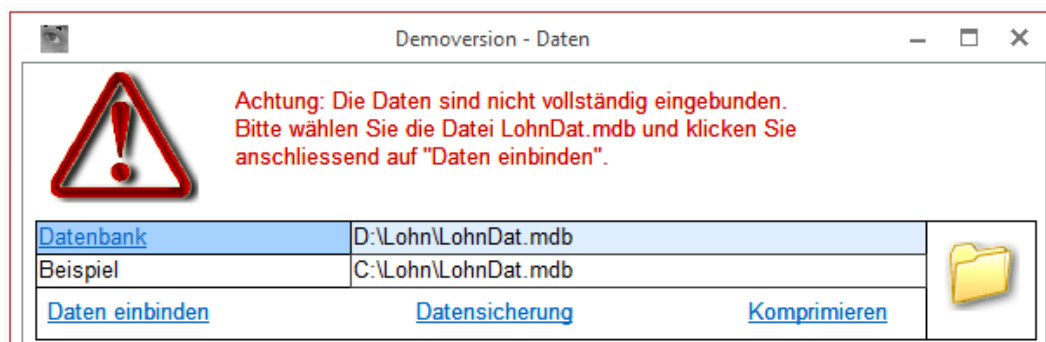 Demoversion - Daten
Achtung: Die Daten sind nicht vollständig eingebunden.
Bitte wählen Sie die Datei LohnDat.mdb und klicken Sie
anschliessend auf "Daten einbinden".
Datenbank D:\Lohn\LohnDat.mdb
Beispiel C:\Lohn\LohnDat.mdb
Daten einbinden Datensicherung Komprimieren